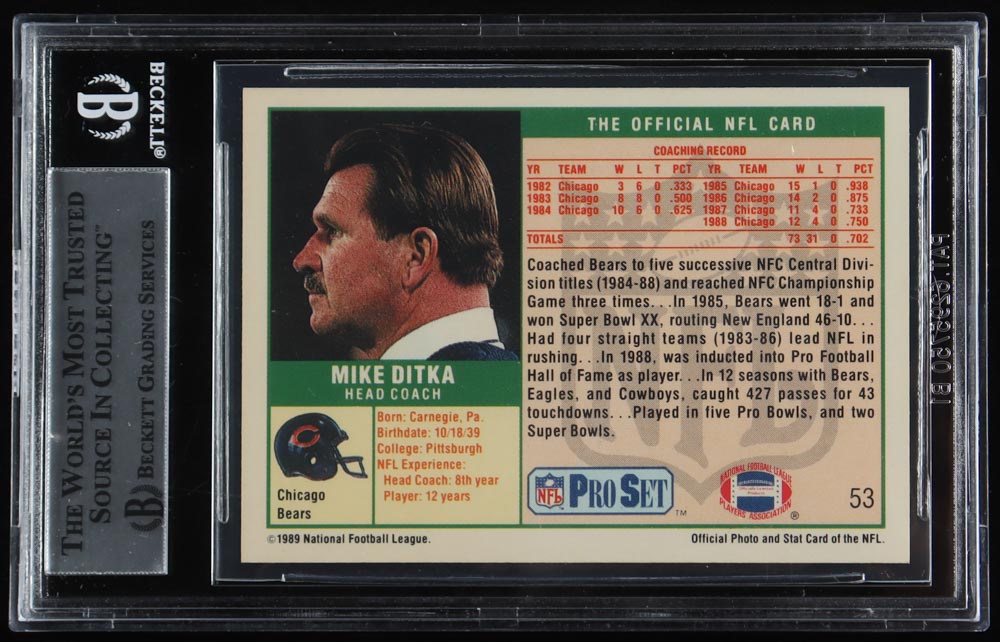 BECKETT®
B
THE WORLD'S MOST TRUSTED
SOURCE IN COLLECTING™
B BECKETT GRADING SERVICES
THE OFFICIAL NFL CARD
COACHING RECORD
YR TEAM W L T PCT YR TEAM W L T PCT
1982 Chicago 3 6 0 .333 1985 Chicago 15 1 0 .938
1983 Chicago 8 8 0 .500 1986 Chicago 14 2 0 .875
1984 Chicago 10 6 0 .625 1987 Chicago 11 4 0 .733
1988 Chicago 12 4 0 .750
TOTALS 73 31 0 .702
Coached Bears to five successive NFC Central Divi-
sion titles (1984-88) and reached NFC Championship
Game three times. . .In 1985, Bears went 18-1 and
won Super Bowl XX, routing New England 46-10. . .
Had four straight teams (1983-86) lead NFL in
rushing. . .In 1988, was inducted into Pro Football
Hall of Fame as player. . .In 12 seasons with Bears,
Eagles, and Cowboys, caught 427 passes for 43
touchdowns. . .Played in five Pro Bowls, and two
Super Bowls.
NFL
MIKE DITKA
HEAD COACH
Born: Carnegie, Pa.
Birthdate: 10/18/39
College: Pittsburgh
NFL Experience:
Head Coach: 8th year
Player: 12 years
C
Chicago
Bears
NFL PRO SET™
NATIONAL FOOTBALL LEAGUE
PLAYERS ASSOCIATION®
53
©1989 National Football League.
Official Photo and Stat Card of the NFL.